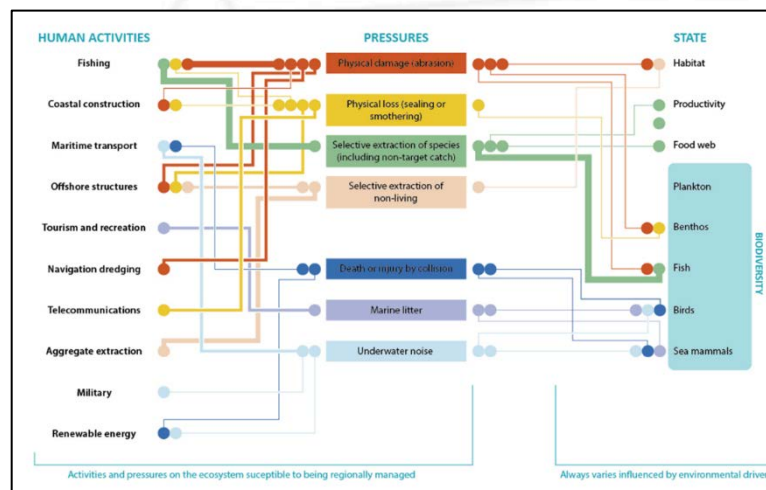 HUMAN ACTIVITIES
PRESSURES
STATE
Fishing
Physical damage (abrasion)
Habitat
Coastal construction
Physical loss (sealing or
smothering)
Productivity
Maritime transport
Selective extraction of species
(including non-target catch)
Food web
Offshore structures
Selective extraction of
non-living
Plankton
Tourism and recreation
Benthos
Navigation dredging
Death or injury by collision
Fish
Telecommunications
Marine litter
Birds
Aggregate extraction
Underwater noise
Sea mammals
BIODIVERSITY
Military
Renewable energy
Activities and pressures on the ecosystem suceptible to being regionally managed
Always varies influenced by environmental drive